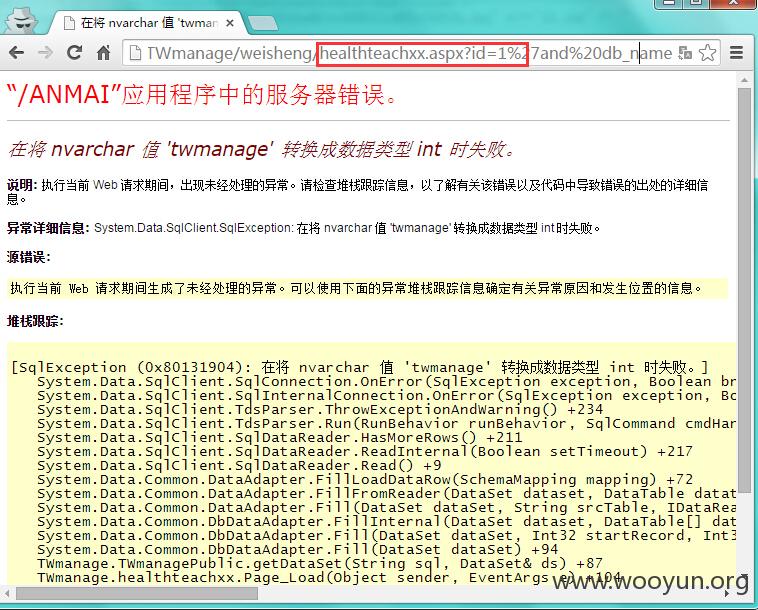 在将 nvarchar 值 'twman
TWmanage/weisheng/healthteachxx.aspx?id=1%27and%20db_name
“/ANMAI”应用程序中的服务器错误。
在将 nvarchar 值 'twmanage' 转换成数据类型 int 时失败。
说明: 执行当前 Web 请求期间，出现未经处理的异常。请检查堆栈跟踪信息，以了解有关该错误以及代码中导致错误的出处的详细信
息。
异常详细信息: System.Data.SqlClient.SqlException: 在将 nvarchar 值 'twmanage' 转换成数据类型 int 时失败。
源错误:
执行当前 Web 请求期间生成了未经处理的异常。可以使用下面的异常堆栈跟踪信息确定有关异常原因和发生位置的信息。
堆栈跟踪:
[SqlException (0x80131904): 在将 nvarchar 值 'twmanage' 转换成数据类型 int 时失败。]
System.Data.SqlClient.SqlConnection.OnError(SqlException exception, Boolean br
System.Data.SqlClient.SqlInternalConnection.OnError(SqlException exception, Bo
System.Data.SqlClient.TdsParser.ThrowExceptionAndWarning() +234
System.Data.SqlClient.TdsParser.Run(RunBehavior runBehavior, SqlCommand cmdHan
System.Data.SqlClient.SqlDataReader.HasMoreRows() +211
System.Data.SqlClient.SqlDataReader.ReadInternal(Boolean setTimeout) +217
System.Data.SqlClient.SqlDataReader.Read() +9
System.Data.Common.DataAdapter.FillLoadDataRow(SchemaMapping mapping) +72
System.Data.Common.DataAdapter.FillFromReader(DataSet dataset, DataTable datat
System.Data.Common.DataAdapter.Fill(DataSet dataSet, String srcTable, IDataRea
System.Data.Common.DbDataAdapter.FillInternal(DataSet dataset, DataTable[] dat
System.Data.Common.DbDataAdapter.Fill(DataSet dataSet, Int32 startRecord, Int3
System.Data.Common.DbDataAdapter.Fill(DataSet dataSet) +94
TWmanage.TWmanagePublic.getDataSet(String sql, DataSet& ds) +87
TWmanage.healthteachxx.Page_Load(Object sender, EventArgs e) +104
www.wooyun.org